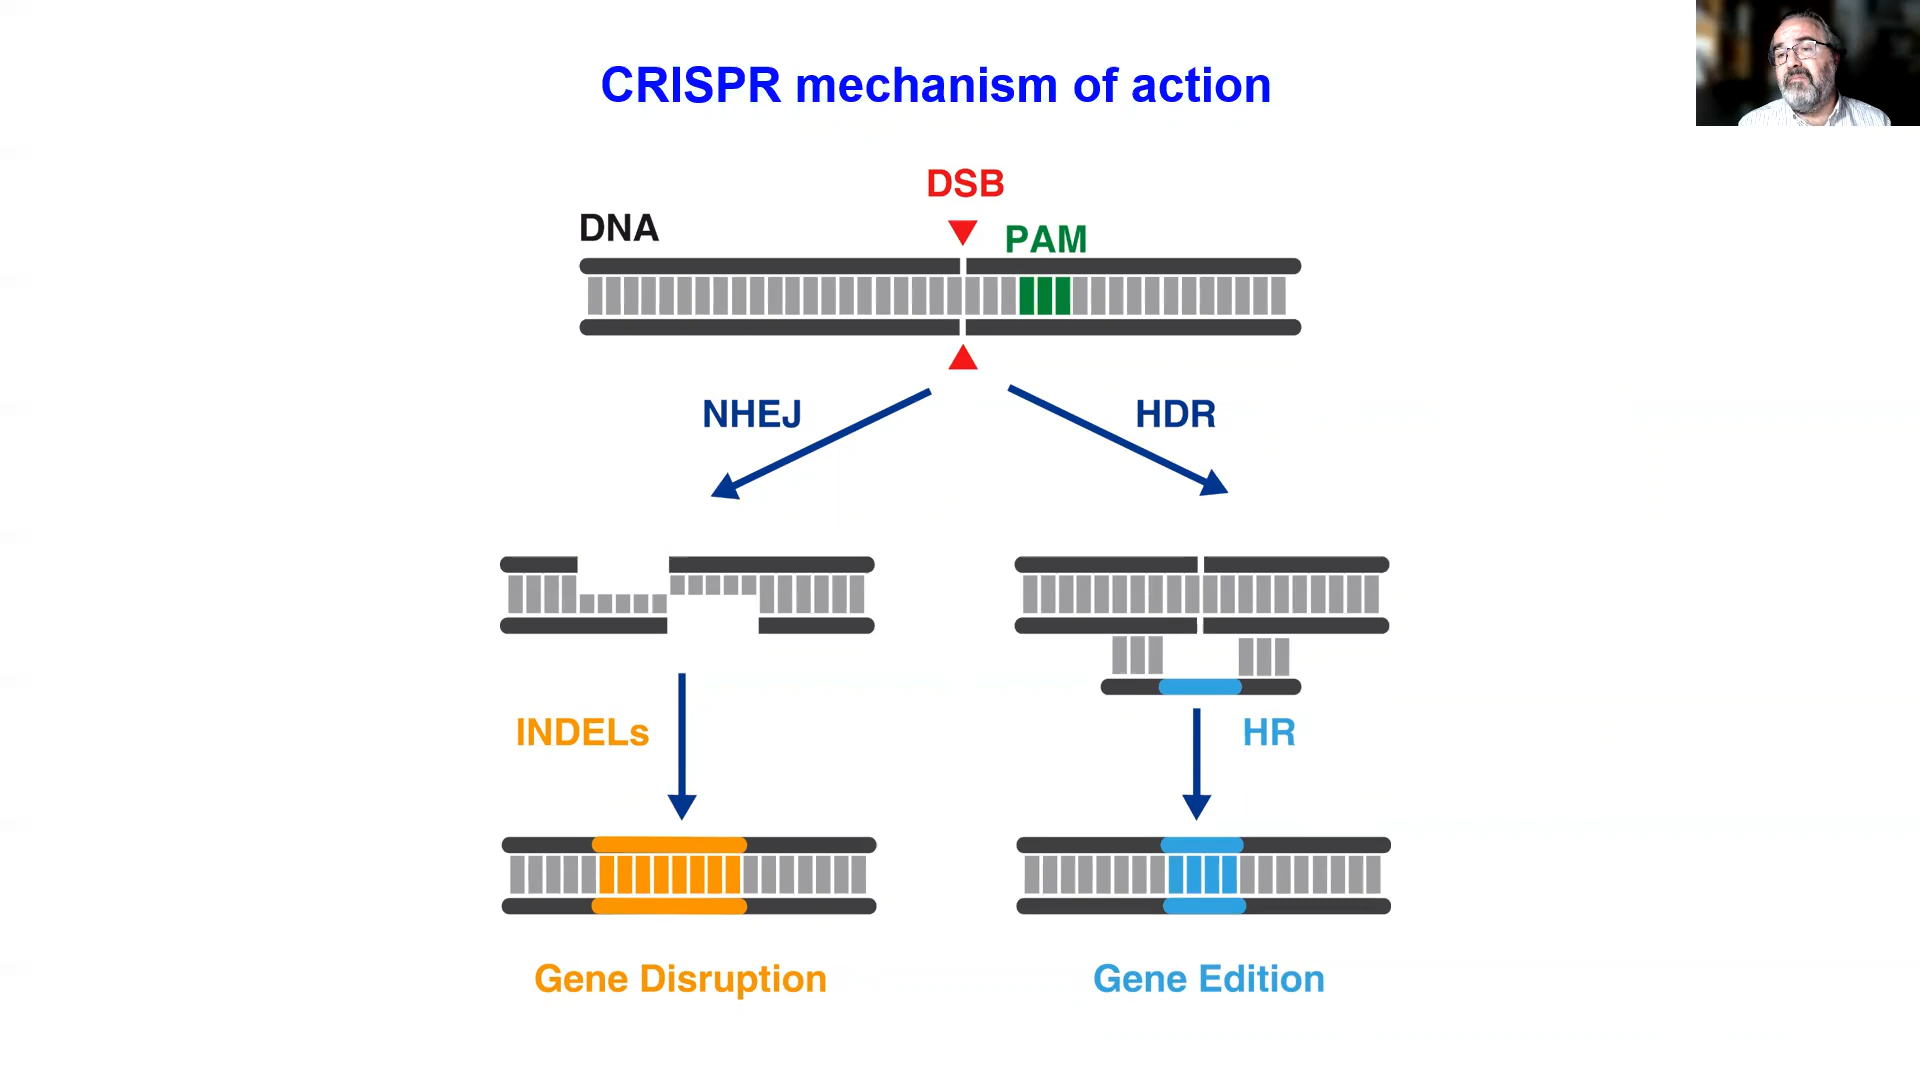 CRISPR mechanism of action
DSB
DNA
PAM
NHEJ
HDR
INDELs
HR
Gene Disruption
Gene Edition